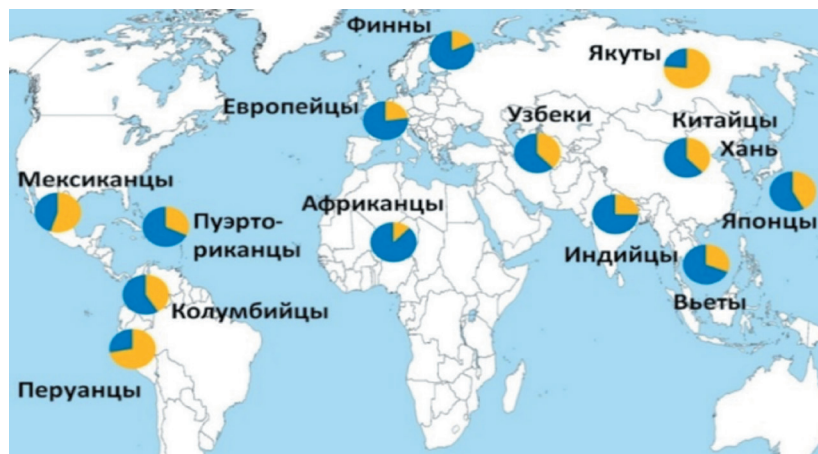 Финны
Якуты
Европейцы
Узбеки
Китайцы
Хань
Мексиканцы
Африканцы
Пуэрто-
риканцы
Японцы
Индийцы
Вьеты
Колумбийцы
Перуанцы